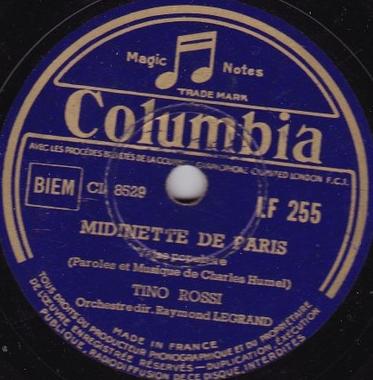 Magic Notes
TRADE MARK
Columbia
AVEC LES PROCÉDÉS BREVETÉS DE LA COLUMBIA GRAPHOPHONE LIMITED LONDON F.C.1.
BIEM CL 8529
LF 255
MIDINETTE DE PARIS
(Paroles et Musique de Charles Humel)
TINO ROSSI
Orchestre dir. Raymond LEGRAND
MADE IN FRANCE
TOUS DROITS DU PRODUCTEUR PHONOGRAPHIQUE ET DU PROPRIÉTAIRE
DE L'ŒUVRE ENREGISTRÉE RÉSERVÉS - DUPLICATION, EXÉCUTION
PUBLIQUE, RADIODIFFUSION DE CE DISQUE INTERDITES